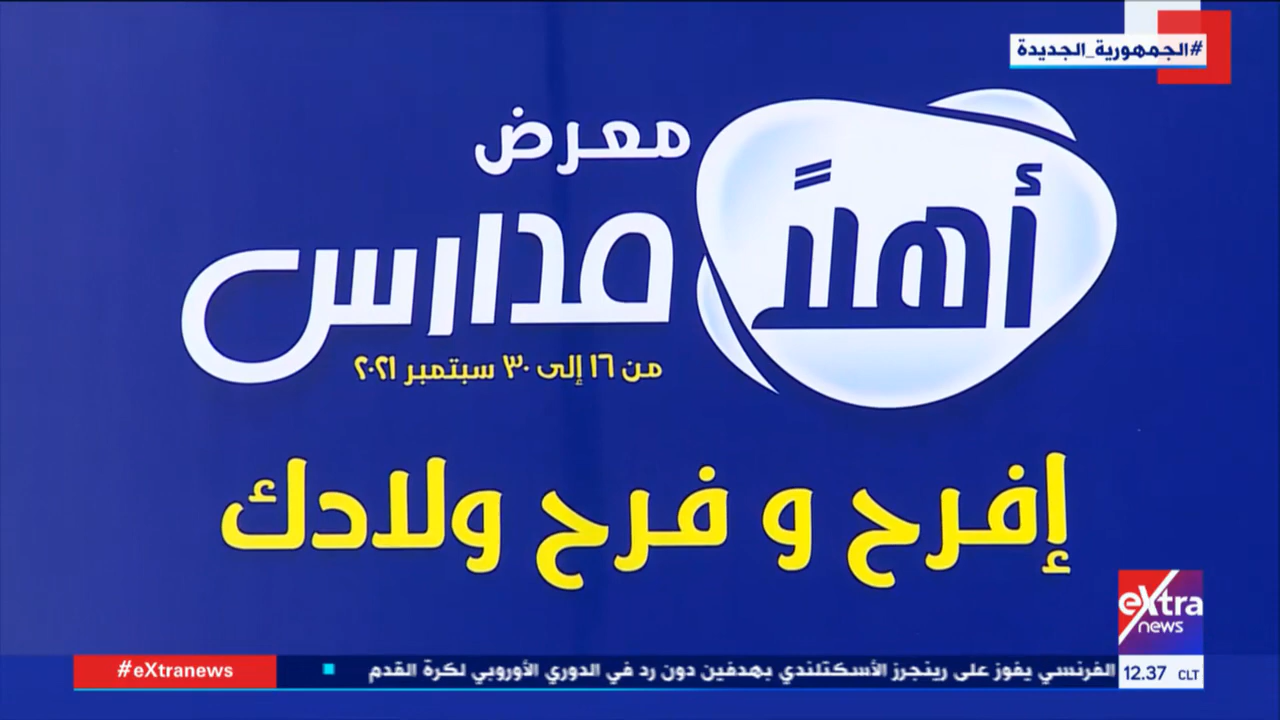 #الجمهورية_الجديدة
معرض
أهلاً مدارس
من ١٦ إلى ٣٠ سبتمبر ٢٠٢١
إفرح و فرح ولادك
eXtra
news
#eXtranews
الفرنسي يفوز على رينجرز الأسكتلندي بهدفين دون رد في الدوري الأوروبي لكرة القدم
12.37 CLT